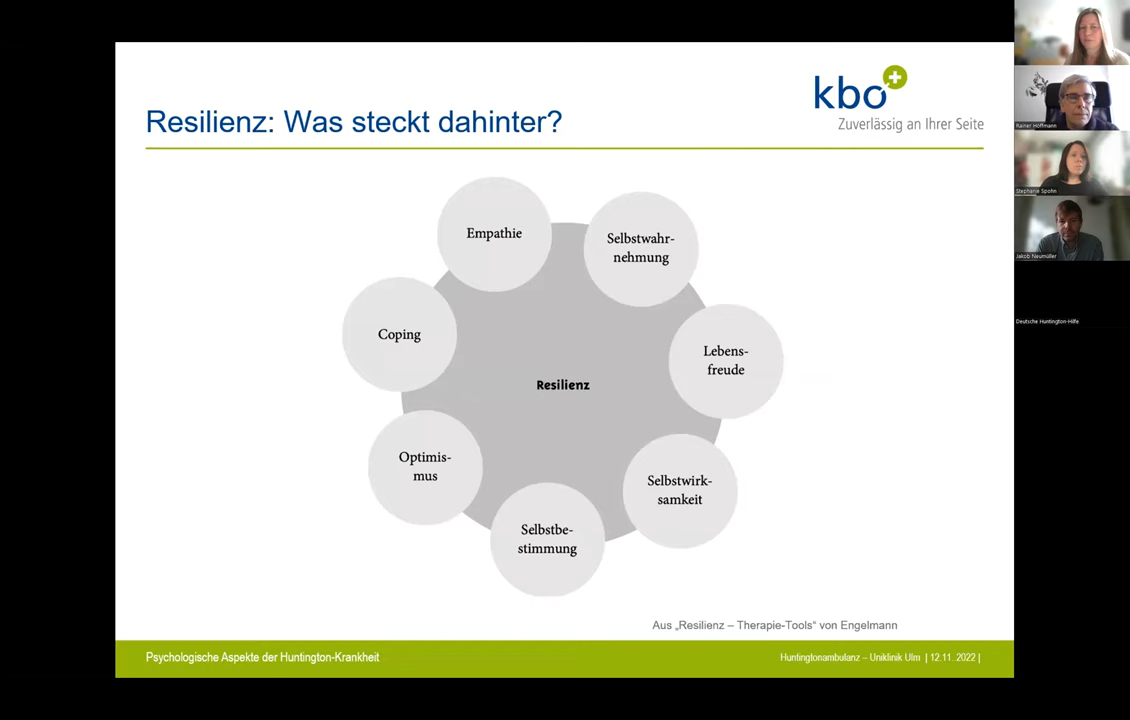 Resilienz: Was steckt dahinter?
kbo
Zuverlässig an Ihrer Seite
Empathie
Selbstwahr-
nehmung
Coping
Lebens-
freude
Resilienz
Optimis-
mus
Selbstwirk-
samkeit
Selbstbe-
stimmung
Aus „Resilienz – Therapie-Tools“ von Engelmann
Psychologische Aspekte der Huntington-Krankheit
Huntingtonambulanz – Uniklinik Ulm | 12.11. 2022 |
Rainer Hoffmann
Stephanie Spohn
Jakob Neumüller
Deutsche Huntington-Hilfe